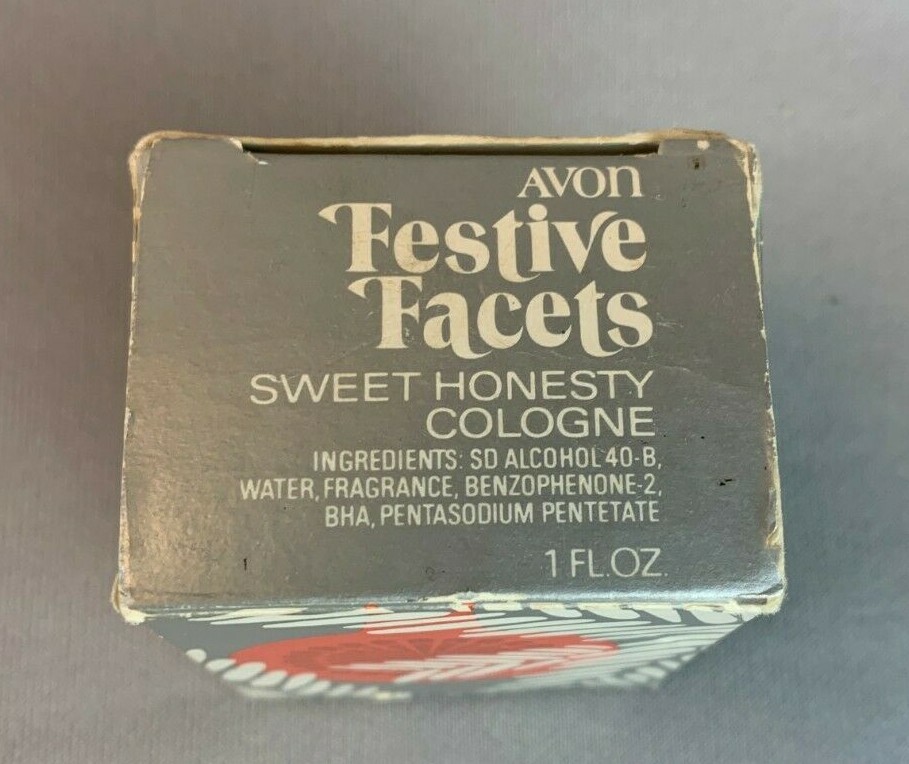 AVON
Festive
Facets
SWEET HONESTY
COLOGNE
INGREDIENTS: SD ALCOHOL 40-B,
WATER, FRAGRANCE, BENZOPHENONE-2,
BHA, PENTASODIUM PENTETATE
1 FL.OZ.